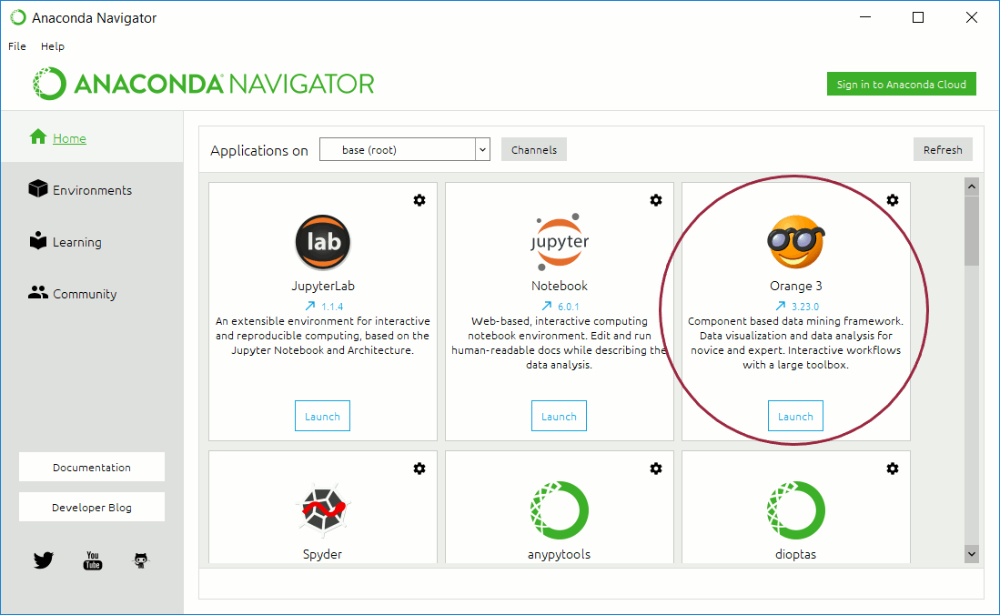 Anaconda Navigator
File Help
ANACONDA NAVIGATOR
Sign in to Anaconda Cloud
Home
Environments
Learning
Community
Documentation
Developer Blog
You
Tube
Applications on base (root) Channels Refresh
lab
JupyterLab
1.1.4
An extensible environment for interactive
and reproducible computing, based on the
Jupyter Notebook and Architecture.
Launch
jupyter
Notebook
6.0.1
Web-based, interactive computing
notebook environment. Edit and run
human-readable docs while describing the
data analysis.
Launch
Orange 3
3.23.0
Component based data mining framework.
Data visualization and data analysis for
novice and expert. Interactive workflows
with a large toolbox.
Launch
Spyder
anypytools
dioptas